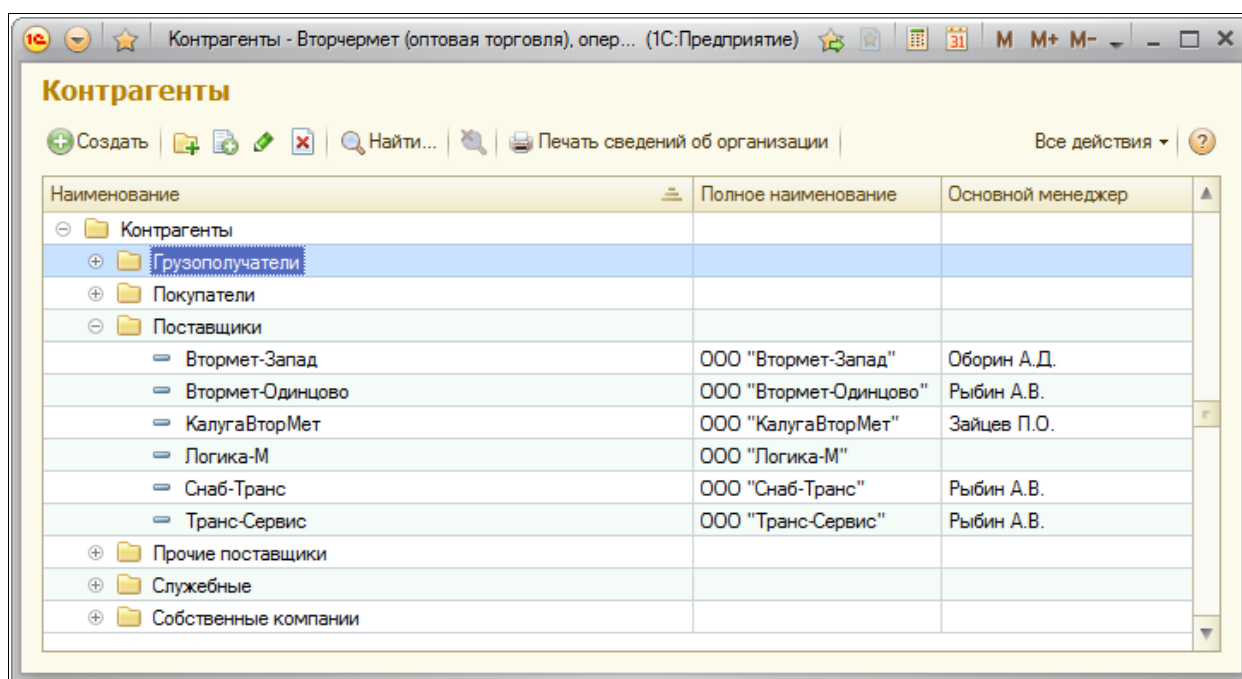 1С Контрагенты - Вторчермет (оптовая торговля), опер... (1С:Предприятие) 31 M M+ M-
Контрагенты
Создать Найти... Печать сведений об организации Все действия ?
Наименование Полное наименование Основной менеджер
Контрагенты
Грузополучатели
Покупатели
Поставщики
Втормет-Запад ООО "Втормет-Запад" Оборин А.Д.
Втормет-Одинцово ООО "Втормет-Одинцово" Рыбин А.В.
КалугаВторМет ООО "КалугаВторМет" Зайцев П.О.
Логика-М ООО "Логика-М"
Снаб-Транс ООО "Снаб-Транс" Рыбин А.В.
Транс-Сервис ООО "Транс-Сервис" Рыбин А.В.
Прочие поставщики
Служебные
Собственные компании